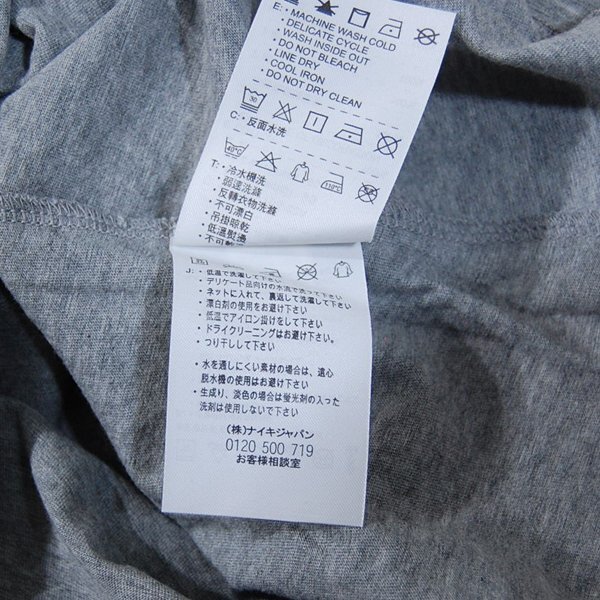 E: • MACHINE WASH COLD
• DELICATE CYCLE
• WASH INSIDE OUT
• DO NOT BLEACH
• LINE DRY
• COOL IRON
• DO NOT DRY CLEAN
C: • 反面水洗
40°C
110°C
T: • 冷水機洗
• 弱速洗滌
• 反轉衣物洗滌
• 不可漂白
• 吊掛晾乾
• 低溫熨燙
• 不可乾
J: • 低温で洗濯して下さい
• デリケート品向けの水流で洗って下さい
• ネットに入れて、裏返して洗濯して下さい
• 漂白剤の使用をお避け下さい
• 低温でアイロン掛けをして下さい
• ドライクリーニングはお避け下さい
• つり干しして下さい
• 水を通しにくい素材の場合は、遠心
脱水機の使用はお避け下さい
• 生成り、淡色の場合は蛍光剤の入った
洗剤は使用しないで下さい
(株)ナイキジャパン
0120 500 719
お客様相談室